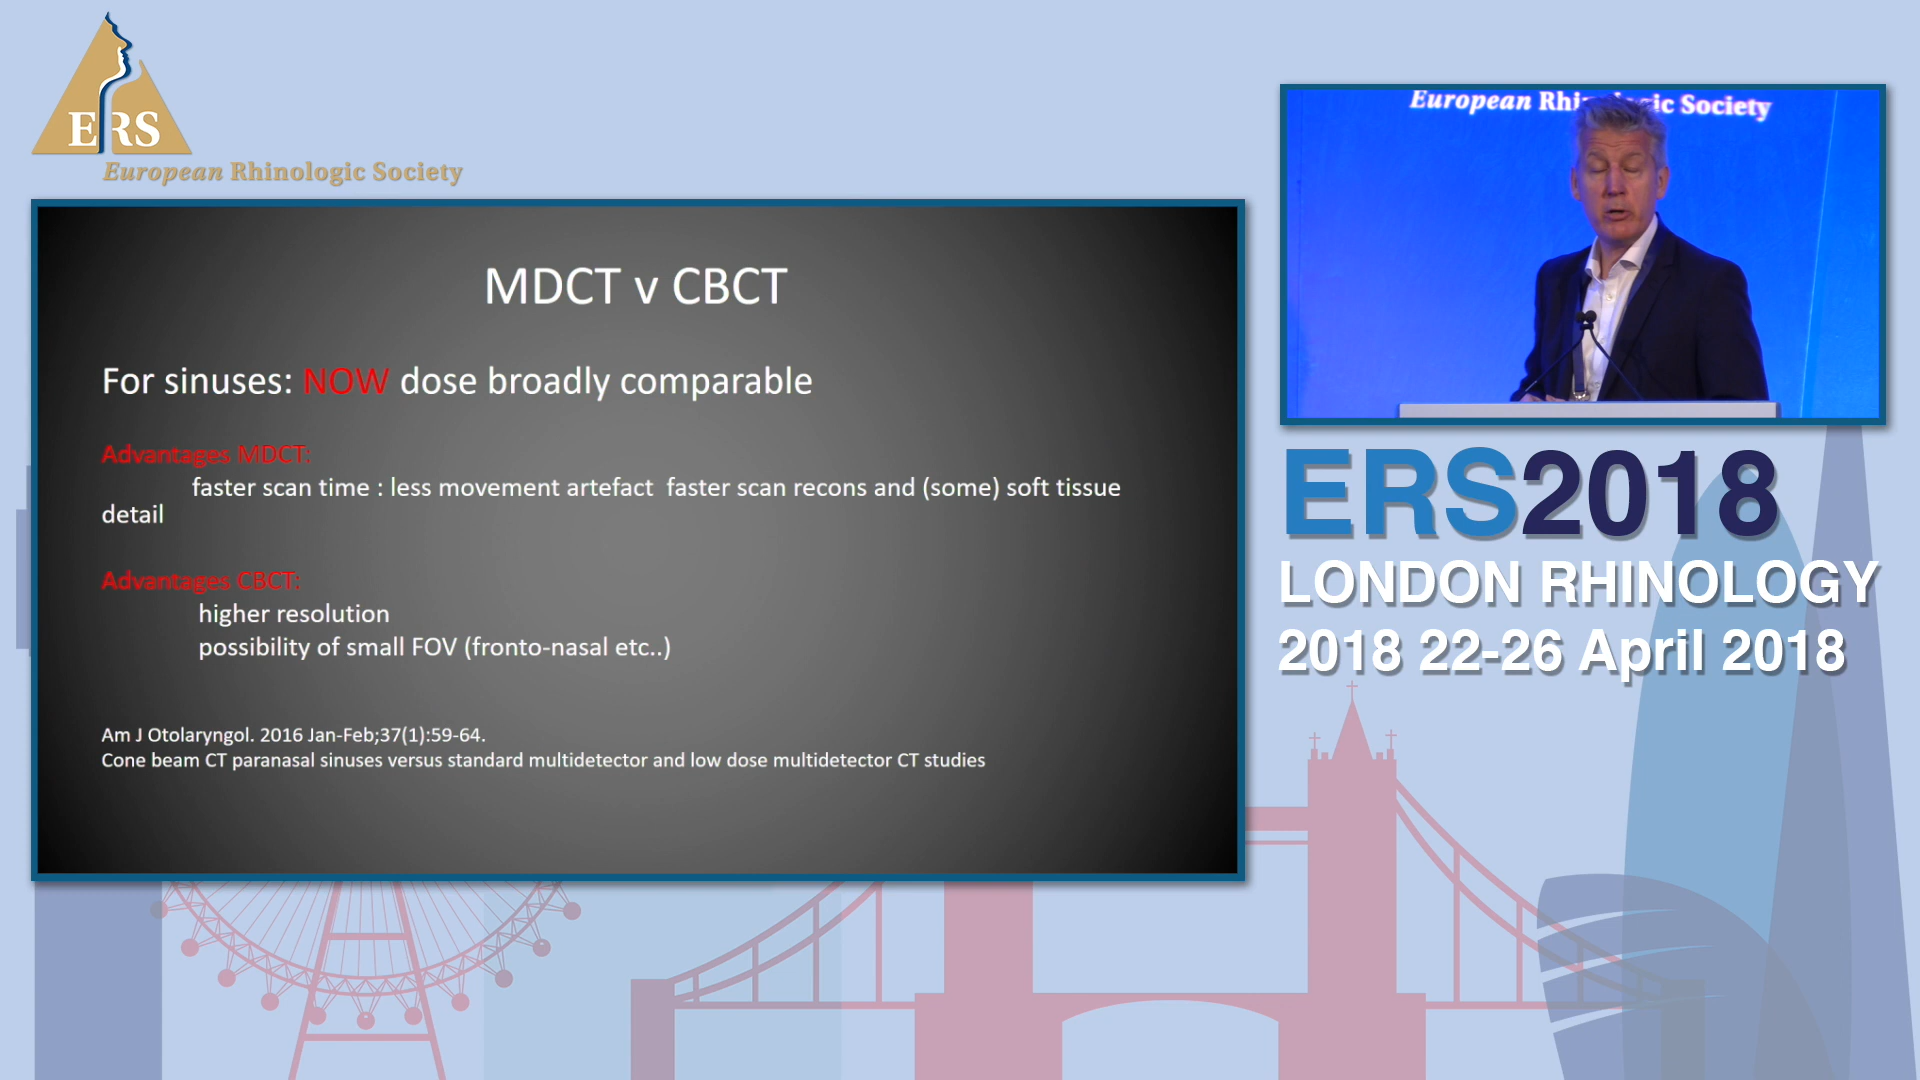 ERS
European Rhinologic Society
MDCT v CBCT
For sinuses: NOW dose broadly comparable
Advantages MDCT:
faster scan time : less movement artefact faster scan recons and (some) soft tissue
detail
Advantages CBCT:
higher resolution
possibility of small FOV (fronto-nasal etc..)
Am J Otolaryngol. 2016 Jan-Feb;37(1):59-64.
Cone beam CT paranasal sinuses versus standard multidetector and low dose multidetector CT studies
European Society
ERS2018
LONDON RHINOLOGY
2018 22-26 April 2018